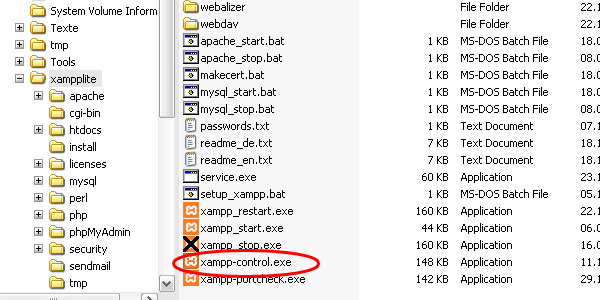 System Volume Inform
Texte
tmp
Tools
xampplite
apache
cgi-bin
htdocs
install
licenses
mysql
perl
php
phpMyAdmin
security
sendmail
tmp
webalizer File Folder 22.1
webdav File Folder 22.1
apache_start.bat 1 KB MS-DOS Batch File 18.0
apache_stop.bat 1 KB MS-DOS Batch File 08.0
makecert.bat 1 KB MS-DOS Batch File 18.0
mysql_start.bat 1 KB MS-DOS Batch File 18.0
mysql_stop.bat 1 KB MS-DOS Batch File 08.0
passwords.txt 1 KB Text Document 07.1
readme_de.txt 7 KB Text Document 18.0
readme_en.txt 7 KB Text Document 18.0
service.exe 60 KB Application 23.1
setup_xampp.bat 1 KB MS-DOS Batch File 05.1
xampp_restart.exe 160 KB Application 22.1
xampp_start.exe 44 KB Application 06.0
xampp_stop.exe 160 KB Application 16.0
xampp-control.exe 148 KB Application 11.1
xampp-portcheck.exe 142 KB Application 29.1